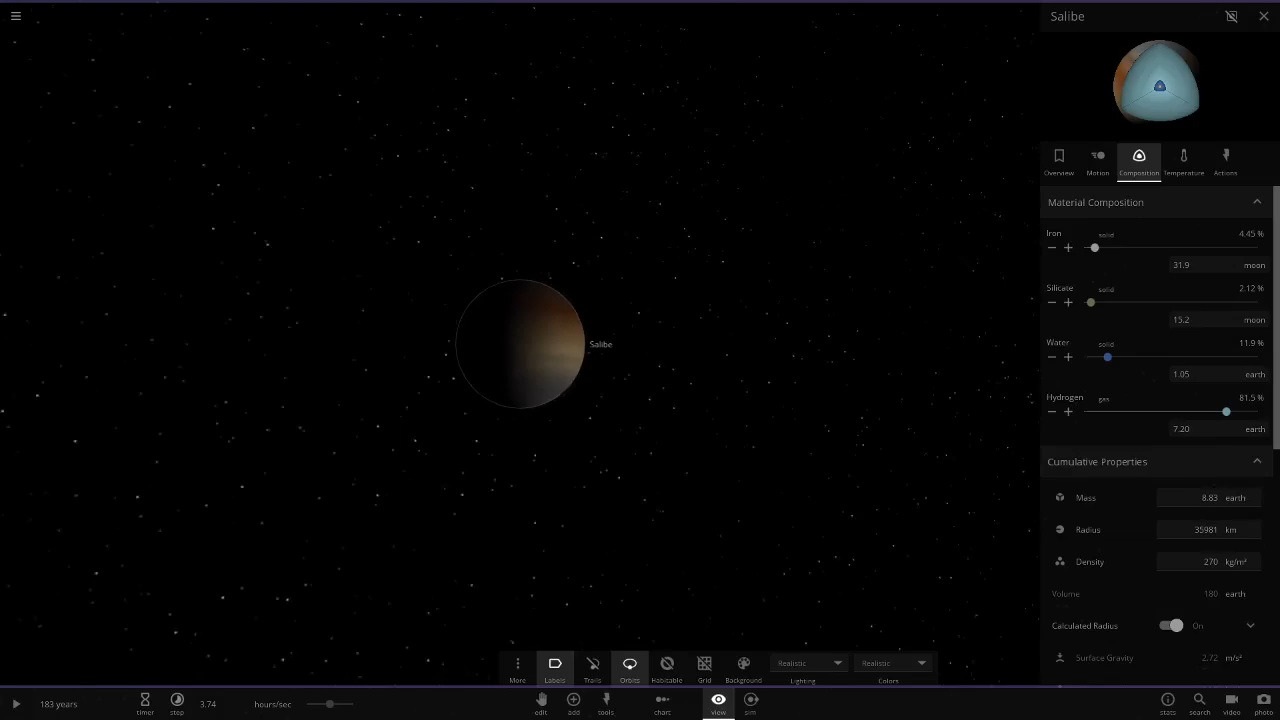 Salibe
Overview
Motion
Composition
Temperature
Actions
Material Composition
Iron
solid
4.45 %
31.9 moon
Silicate
solid
2.12 %
15.2 moon
Water
solid
11.9 %
1.05 earth
Hydrogen
gas
81.5 %
7.20 earth
Cumulative Properties
Mass 8.83 earth
Radius 35981 km
Density 270 kg/m³
Volume 180 earth
Calculated Radius On
Surface Gravity 2.72 m/s²
Salibe
More
Labels
Trails
Orbits
Habitable
Grid
Background
Realistic
Lighting
Realistic
Colors
183 years
timer
step
3.74 hours/sec
edit
add
tools
chart
view
sim
stats
search
video
photo